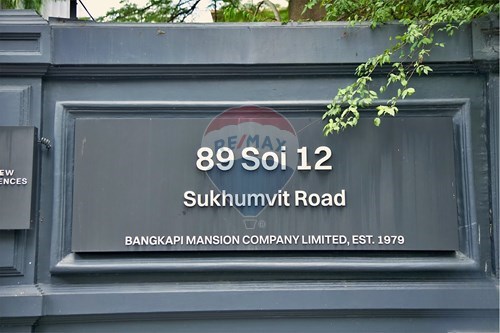 89 Soi 12
Sukhumvit Road
BANGKAPI MANSION COMPANY LIMITED, EST. 1979
RE/MAX